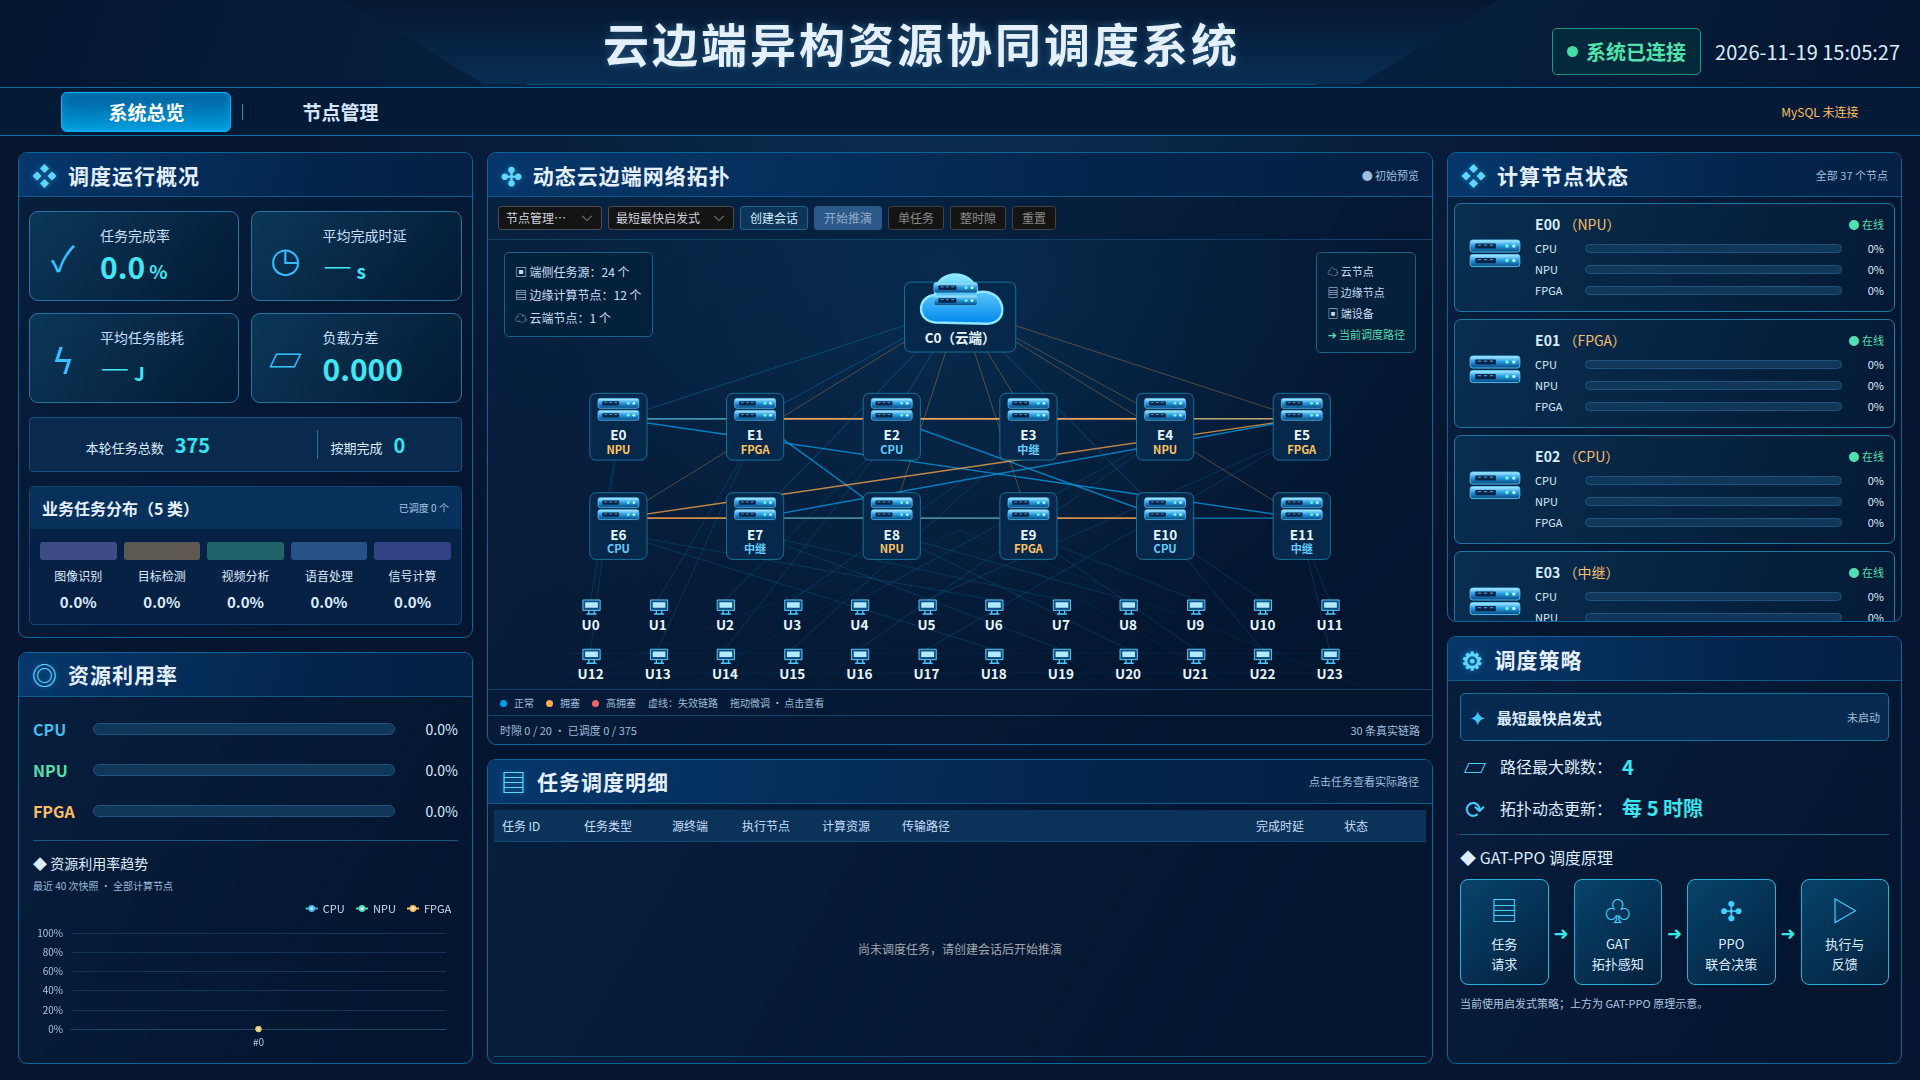 云边端异构资源协同调度系统
系统已连接
2026-11-19 15:05:27
系统总览
节点管理
MySQL 未连接
调度运行概况
任务完成率
0.0 %
平均完成时延
— s
平均任务能耗
— J
负载方差
0.000
本轮任务总数 375
按期完成 0
业务任务分布（5 类）
已调度 0 个
图像识别
目标检测
视频分析
语音处理
信号计算
0.0%
0.0%
0.0%
0.0%
0.0%
资源利用率
CPU 0.0%
NPU 0.0%
FPGA 0.0%
◆ 资源利用率趋势
最近 40 次快照 · 全部计算节点
CPU NPU FPGA
100%
80%
60%
40%
20%
0%
#0
动态云边端网络拓扑
初始预览
节点管理…
最短最快启发式
创建会话
开始推演
单任务
整时隙
重置
端侧任务源：24 个
边缘计算节点：12 个
云端节点：1 个
云节点
边缘节点
端设备
➔ 当前调度路径
C0（云端）
E0
NPU
E1
FPGA
E2
CPU
E3
中继
E4
NPU
E5
FPGA
E6
CPU
E7
中继
E8
NPU
E9
FPGA
E10
CPU
E11
中继
U0 U1 U2 U3 U4 U5 U6 U7 U8 U9 U10 U11
U12 U13 U14 U15 U16 U17 U18 U19 U20 U21 U22 U23
正常 拥塞 高拥塞 虚线：失效链路 拖动微调 · 点击查看
时隙 0 / 20 · 已调度 0 / 375
30 条真实链路
任务调度明细
点击任务查看实际路径
任务 ID 任务类型 源终端 执行节点 计算资源 传输路径 完成时延 状态
尚未调度任务，请创建会话后开始推演
计算节点状态
全部 37 个节点
E00 （NPU） 在线
CPU 0%
NPU 0%
FPGA 0%
E01 （FPGA） 在线
CPU 0%
NPU 0%
FPGA 0%
E02 （CPU） 在线
CPU 0%
NPU 0%
FPGA 0%
E03 （中继） 在线
CPU 0%
NPU 0%
调度策略
最短最快启发式
未启动
路径最大跳数： 4
拓扑动态更新： 每 5 时隙
◆ GAT-PPO 调度原理
任务
请求
➔
GAT
拓扑感知
➔
PPO
联合决策
➔
执行与
反馈
当前使用启发式策略；上方为 GAT-PPO 原理示意。